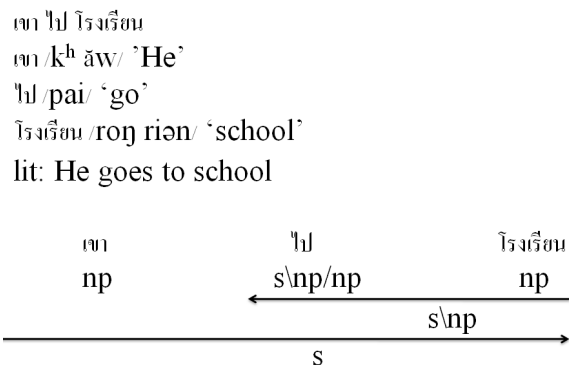 เขา ไป โรงเรียน
เขา /kʰ ăw/ ’He’
ไป /pai/ ‘go’
โรงเรียน /roŋ riən/ ‘school’
lit: He goes to school
เขา ไป โรงเรียน
np s\np/np np
s\np
s